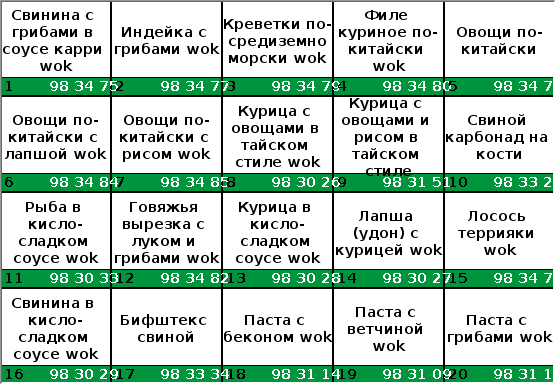 Свинина с
грибами в
соусе карри
wok
1 98 34 75
Индейка с
грибами wok
2 98 34 77
Креветки по-
средиземно
морски wok
3 98 34 79
Филе
куриное по-
китайски
wok
4 98 34 80
Овощи по-
китайски
5 98 34 7
Овощи по-
китайски с
лапшой wok
6 98 34 84
Овощи по-
китайски с
рисом wok
7 98 34 85
Курица с
овощами в
тайском
стиле wok
8 98 30 26
Курица с
овощами и
рисом в
тайском
стиле
9 98 31 51
Свиной
карбонад на
кости
10 98 33 2
Рыба в
кисло-
сладком
соусе wok
11 98 30 33
Говяжья
вырезка с
луком и
грибами wok
12 98 34 82
Курица в
кисло-
сладком
соусе wok
13 98 30 28
Лапша
(удон) с
курицей wok
14 98 30 27
Лосось
террияки
wok
15 98 34 7
Свинина в
кисло-
сладком
соусе wok
16 98 30 29
Бифштекс
свиной
17 98 33 34
Паста с
беконом wok
18 98 31 14
Паста с
ветчиной
wok
19 98 31 09
Паста с
грибами wok
20 98 31 1